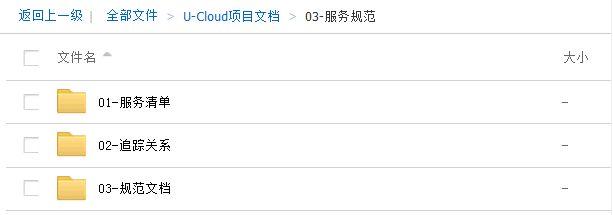 返回上一级 | 全部文件 > U-Cloud项目文档 > 03-服务规范
文件名 大小
01-服务清单 -
02-追踪关系 -
03-规范文档 -